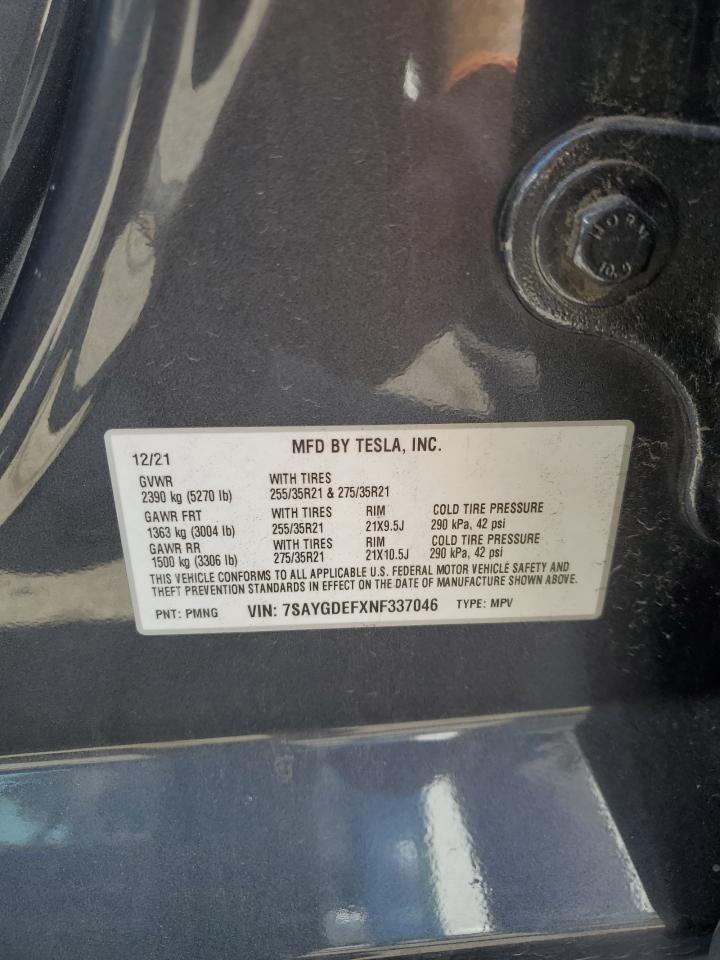 HORN
10.9
12/21 MFD BY TESLA, INC.
GVWR WITH TIRES
2390 kg (5270 lb) 255/35R21 & 275/35R21
GAWR FRT WITH TIRES RIM COLD TIRE PRESSURE
1363 kg (3004 lb) 255/35R21 21X9.5J 290 kPa, 42 psi
GAWR RR WITH TIRES RIM COLD TIRE PRESSURE
1500 kg (3306 lb) 275/35R21 21X10.5J 290 kPa, 42 psi
THIS VEHICLE CONFORMS TO ALL APPLICABLE U.S. FEDERAL MOTOR VEHICLE SAFETY AND
THEFT PREVENTION STANDARDS IN EFFECT ON THE DATE OF MANUFACTURE SHOWN ABOVE.
PNT: PMNG VIN: 7SAYGDEFXNF337046 TYPE: MPV